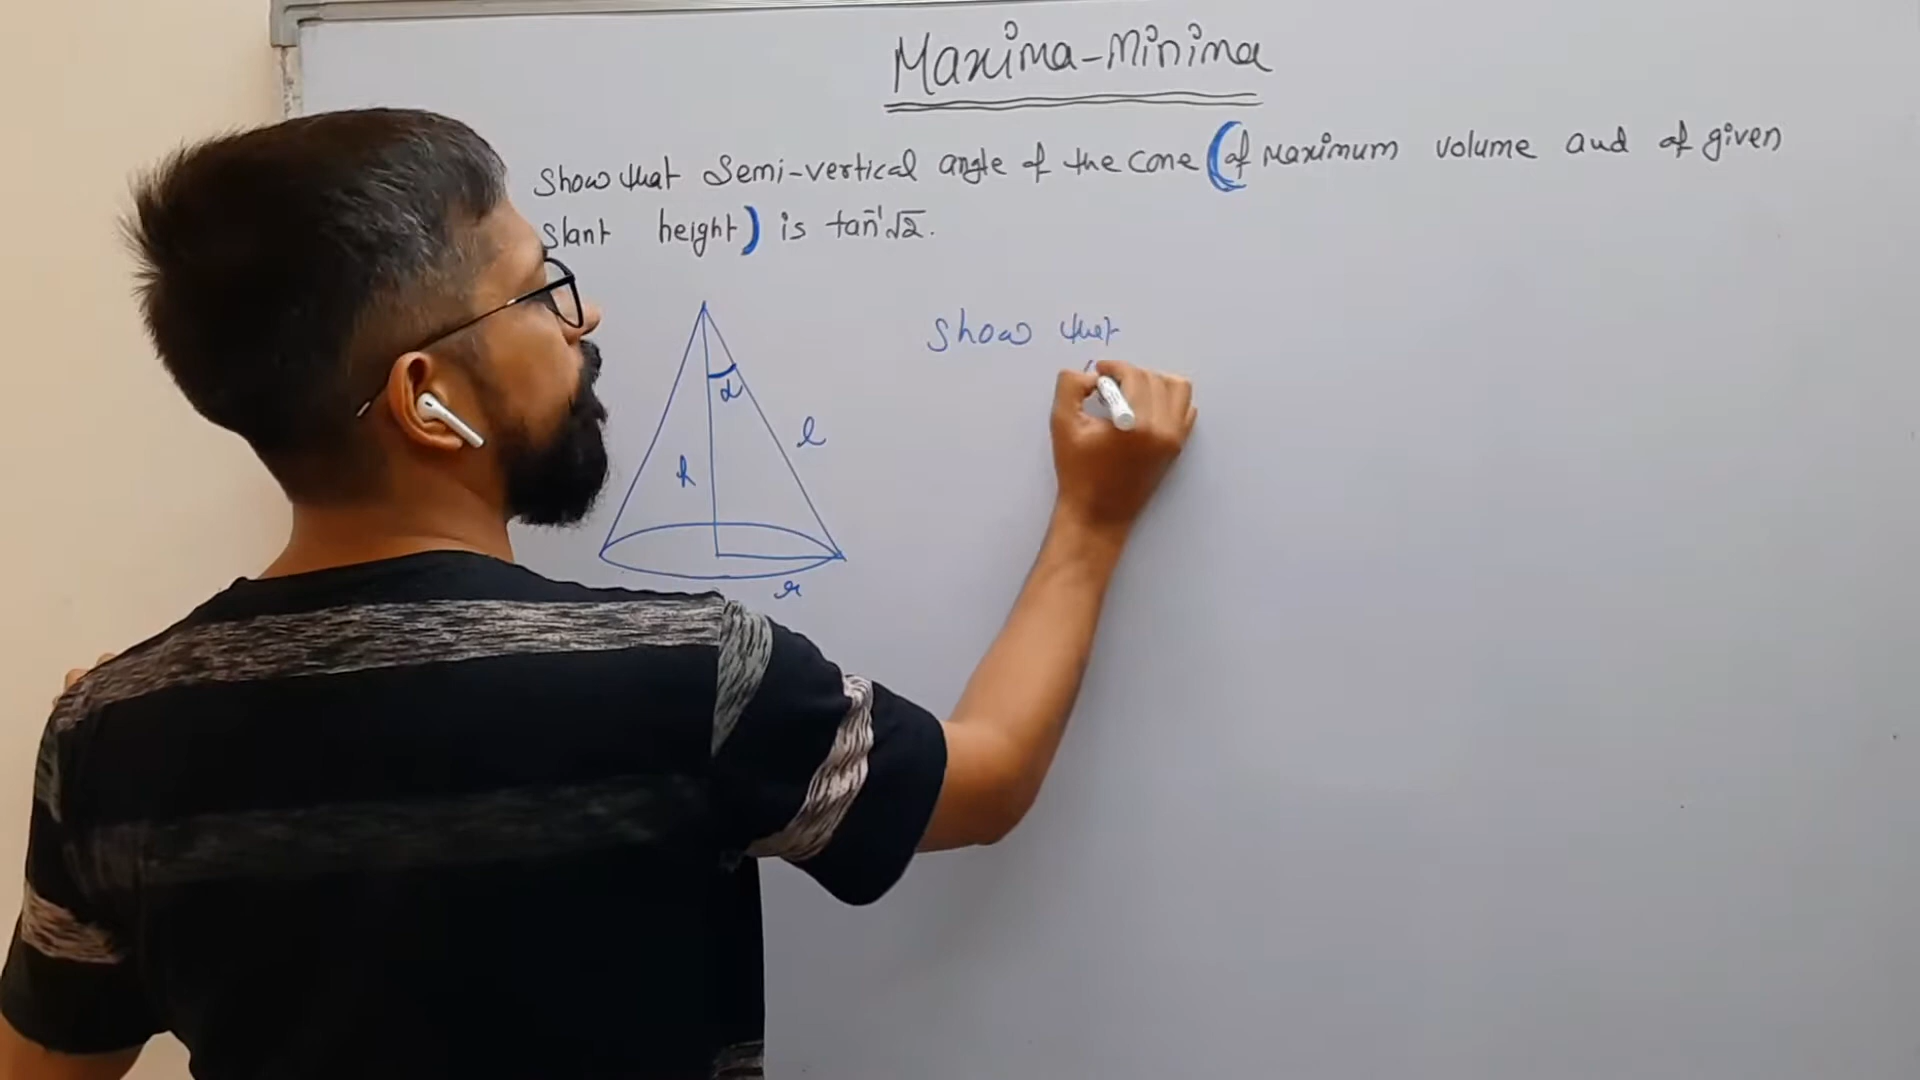 Maxima-Minima
Show that Semi-vertical angle of the cone (of Maximum volume and of given
Slant height) is tan⁻¹√2.
Show that
α
l
h
r